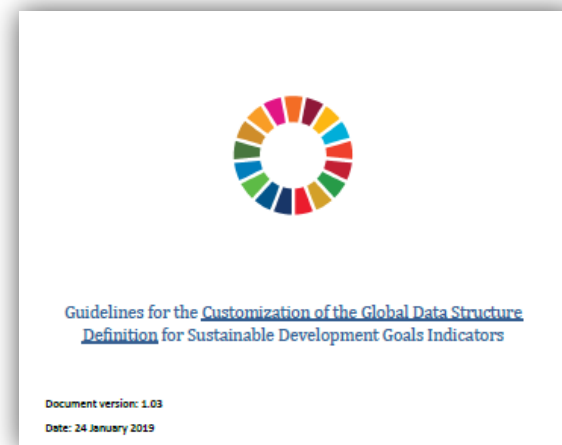 Guidelines for the Customization of the Global Data Structure
Definition for Sustainable Development Goals Indicators
Document version: 1.03
Date: 24 January 2019